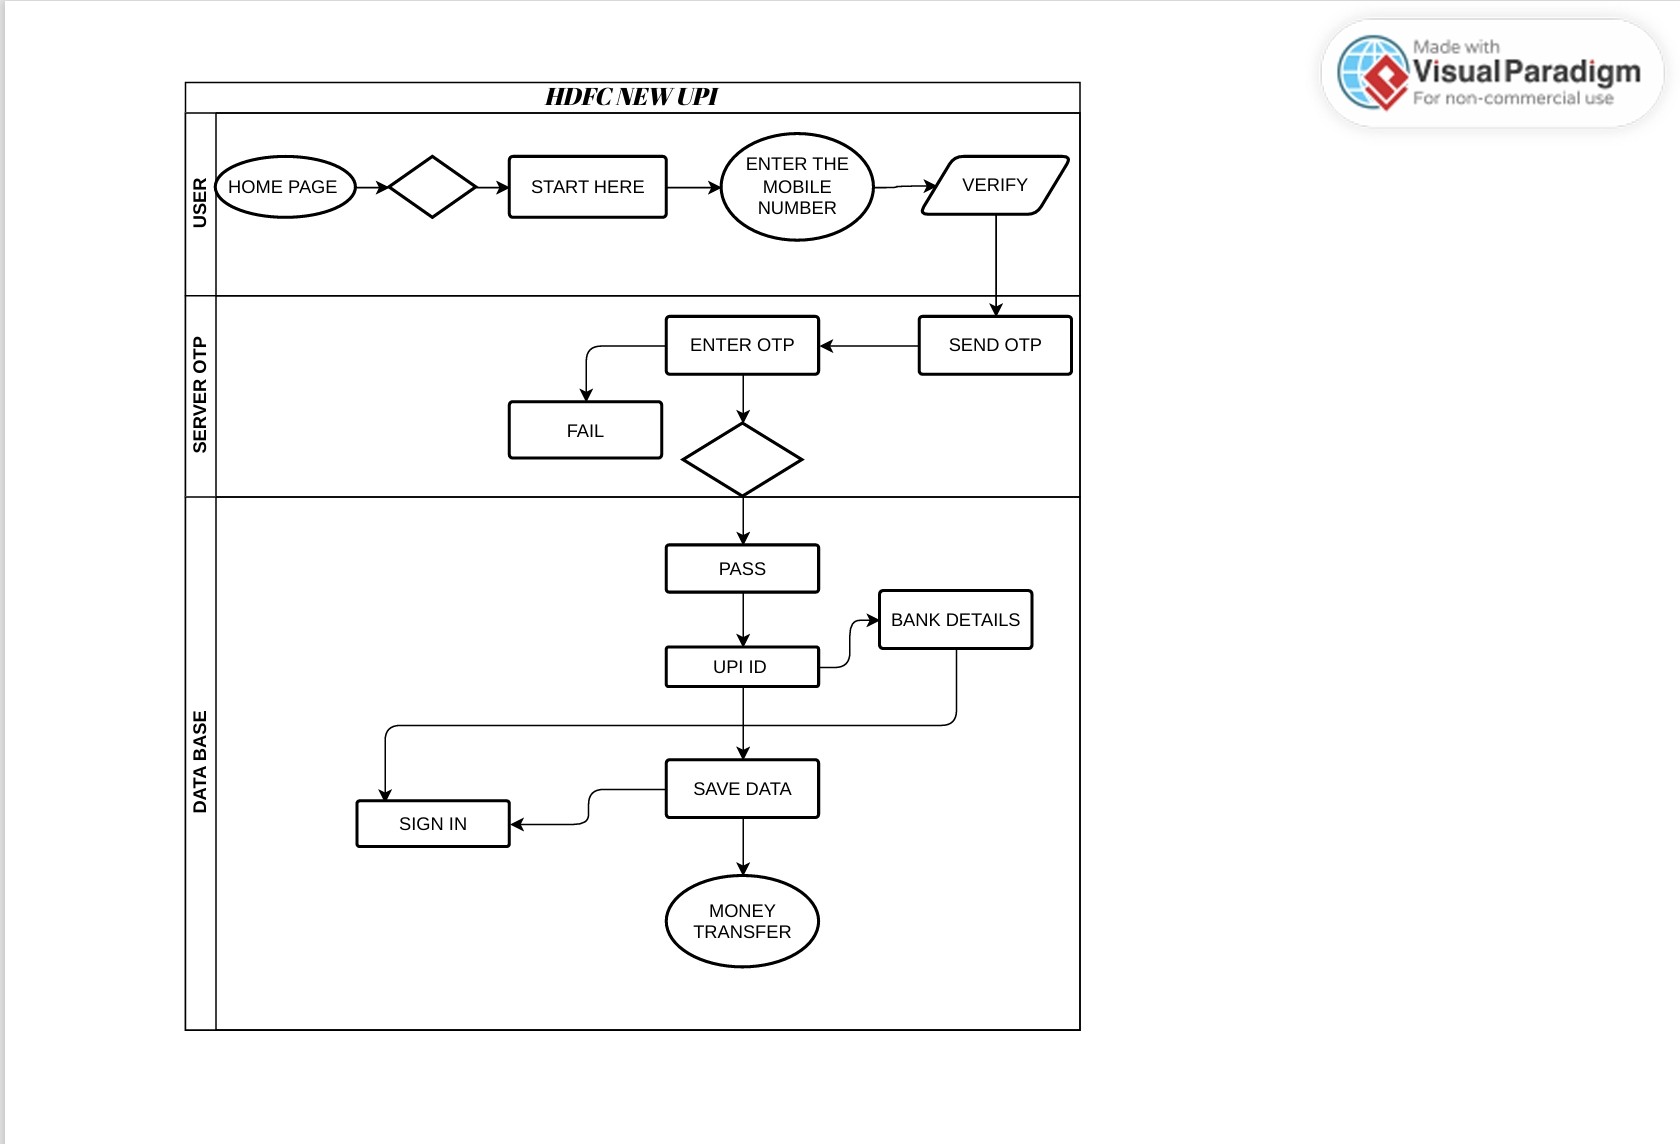 Made with
Visual Paradigm
For non-commercial use
HDFC NEW UPI
USER
HOME PAGE
START HERE
ENTER THE
MOBILE
NUMBER
VERIFY
SERVER OTP
ENTER OTP
SEND OTP
FAIL
DATA BASE
PASS
BANK DETAILS
UPI ID
SAVE DATA
SIGN IN
MONEY
TRANSFER